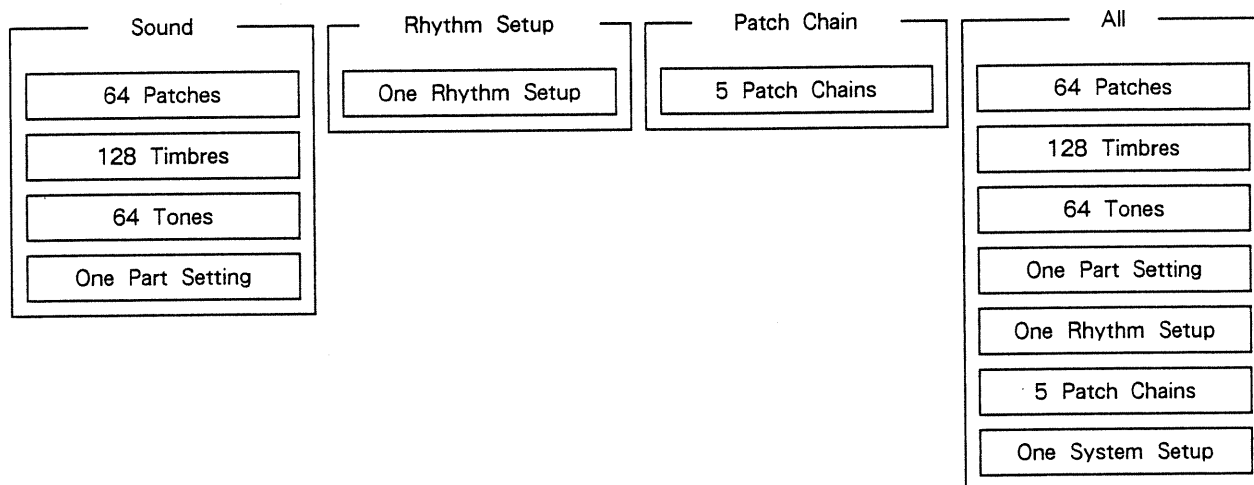 Sound
64 Patches
128 Timbres
64 Tones
One Part Setting
Rhythm Setup
One Rhythm Setup
Patch Chain
5 Patch Chains
All
64 Patches
128 Timbres
64 Tones
One Part Setting
One Rhythm Setup
5 Patch Chains
One System Setup